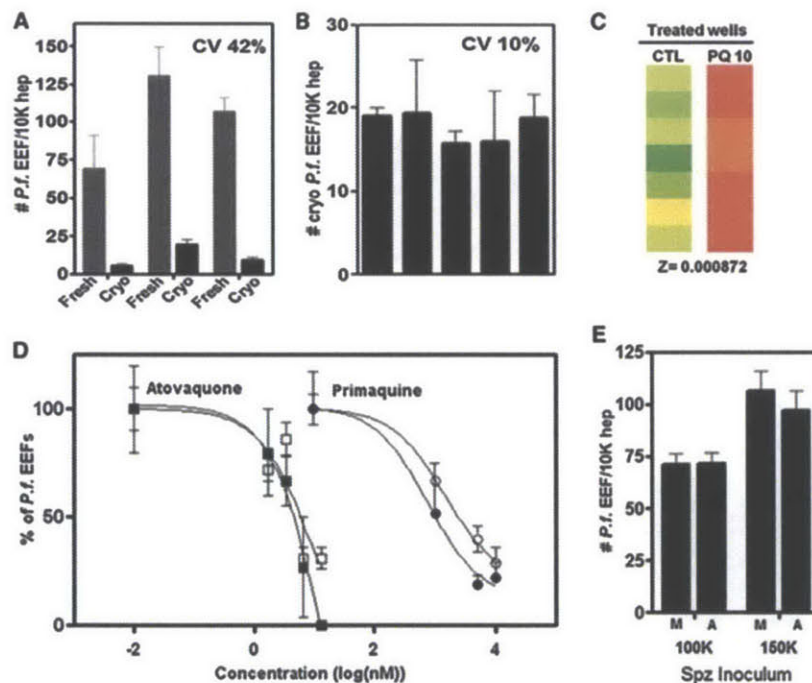 A
CV 42%
# P.f. EEF/10K hep
150
125
100
75
50
25
0
Fresh
Cryo
Fresh
Cryo
Fresh
Cryo
B
CV 10%
# cryo P.f. EEF/10K hep
30
20
10
0
C
Treated wells
CTL PQ 10
Z= 0.000872
D
Atovaquone
Primaquine
% of P.f. EEFs
100
50
0
-2 0 2 4
Concentration (log(nM))
E
# P.f. EEF/10K hep
125
100
75
50
25
0
M A M A
100K 150K
Spz Inoculum